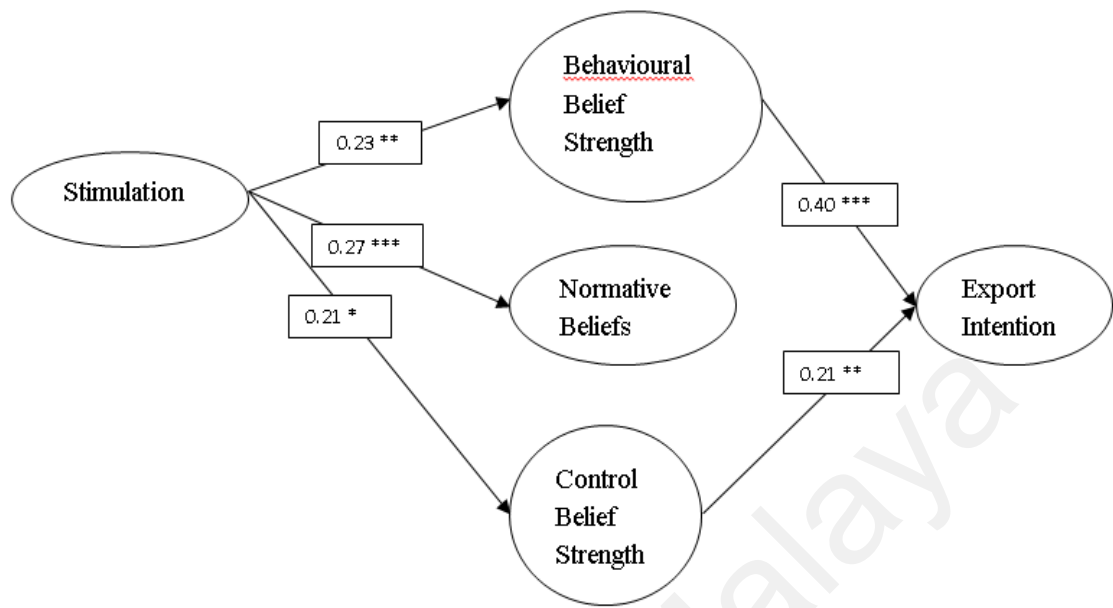 Behavioural
Belief
Strength
0.23 **
Stimulation
0.40 ***
0.27 ***
Normative
Beliefs
Export
Intention
0.21 *
0.21 **
Control
Belief
Strength
alaya